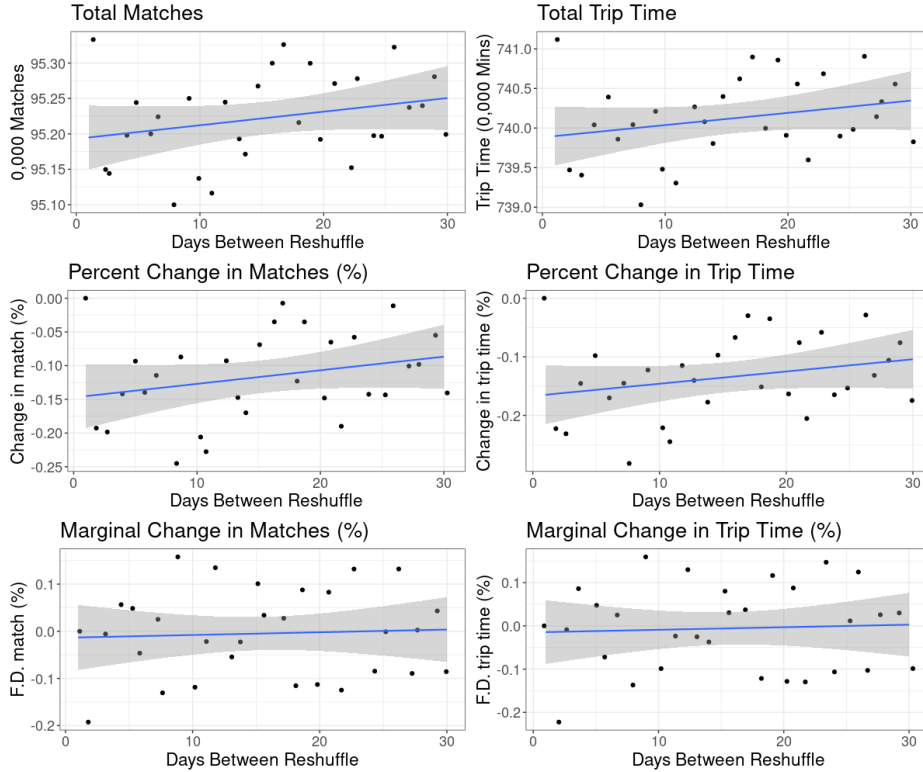 Total Matches
0,000 Matches
95.30
95.25
95.20
95.15
95.10
0
10
20
30
Days Between Reshuffle
Total Trip Time
Trip Time (0,000 Mins)
741.0
740.5
740.0
739.5
739.0
0
10
20
30
Days Between Reshuffle
Percent Change in Matches (%)
Change in match (%)
0.00
-0.05
-0.10
-0.15
-0.20
-0.25
0
10
20
30
Days Between Reshuffle
Percent Change in Trip Time
Change in trip time (%)
0.0
-0.1
-0.2
0
10
20
30
Days Between Reshuffle
Marginal Change in Matches (%)
F.D. match (%)
0.1
0.0
-0.1
-0.2
0
10
20
30
Days Between Reshuffle
Marginal Change in Trip Time (%)
F.D. trip time (%)
0.1
0.0
-0.1
-0.2
0
10
20
30
Days Between Reshuffle